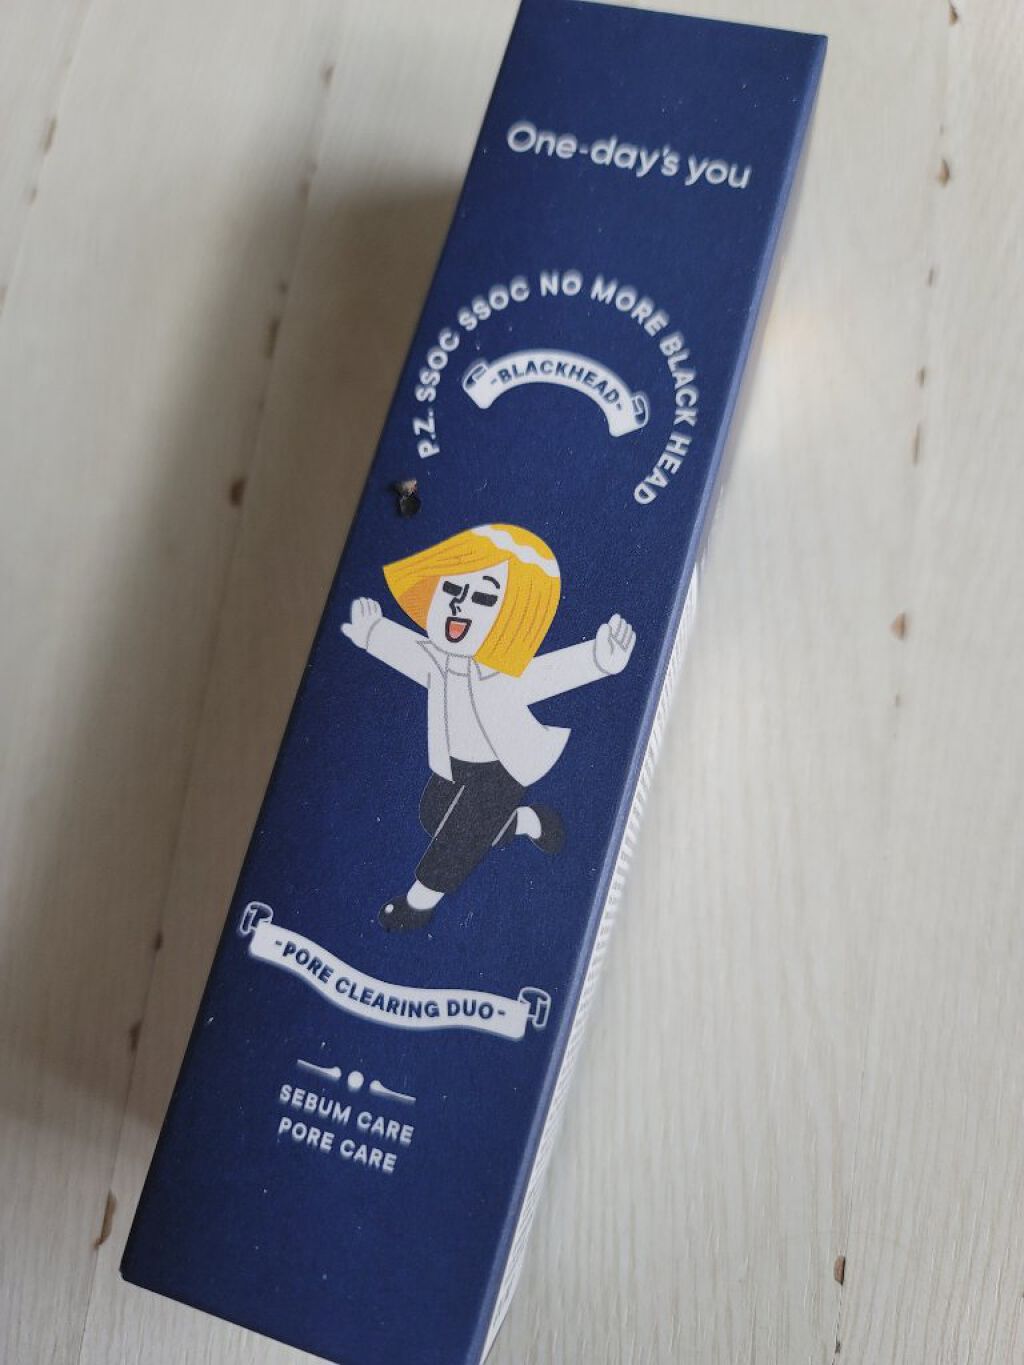 One-day's you
P.Z. SSOC SSOC NO MORE BLACK HEAD
-BLACKHEAD-
-PORE CLEARING DUO-
SEBUM CARE
PORE CARE